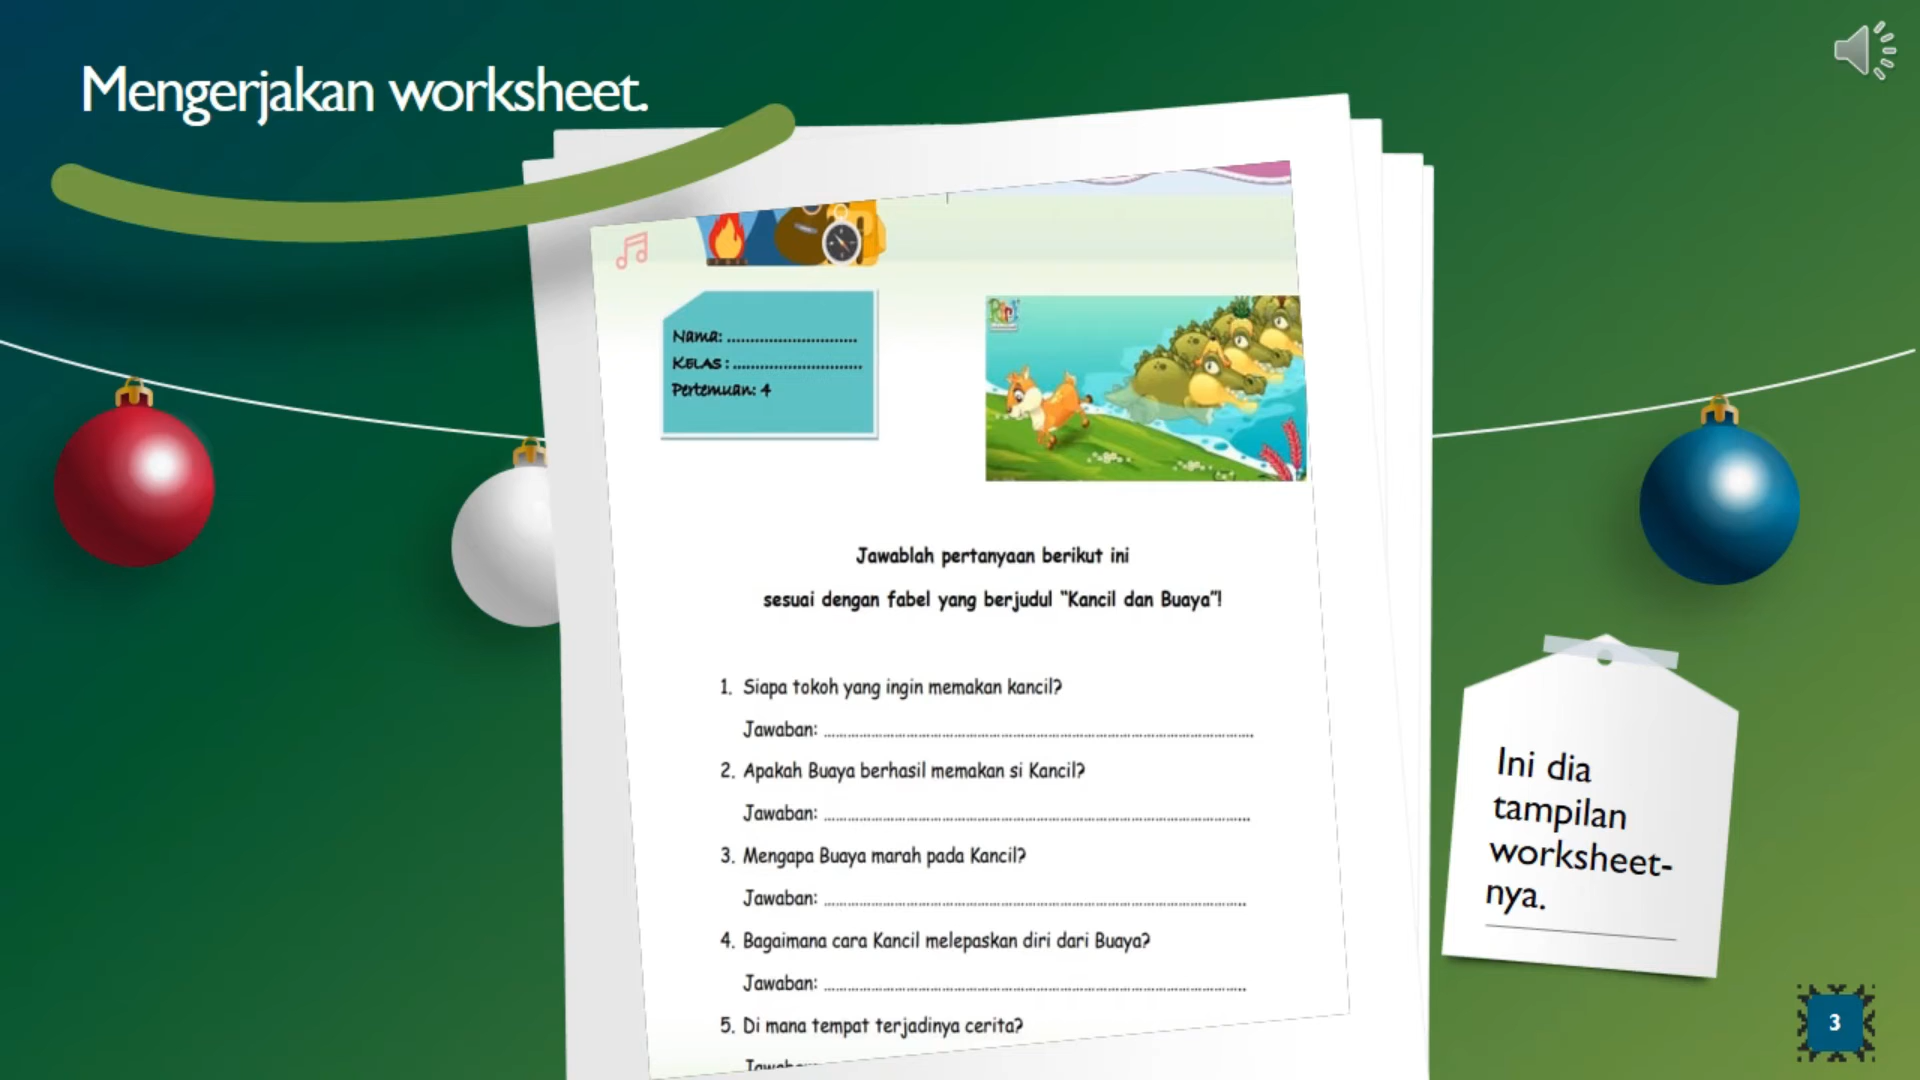 Mengerjakan worksheet.
Nama: ............................
KELAS : ............................
Pertemuan: 4
Jawablah pertanyaan berikut ini
sesuai dengan fabel yang berjudul “Kancil dan Buaya”!
1. Siapa tokoh yang ingin memakan kancil?
Jawaban: ....................................................
2. Apakah Buaya berhasil memakan si Kancil?
Jawaban: ....................................................
3. Mengapa Buaya marah pada Kancil?
Jawaban: ....................................................
4. Bagaimana cara Kancil melepaskan diri dari Buaya?
Jawaban: ....................................................
5. Di mana tempat terjadinya cerita?
Ini dia
tampilan
worksheet-
nya.
3